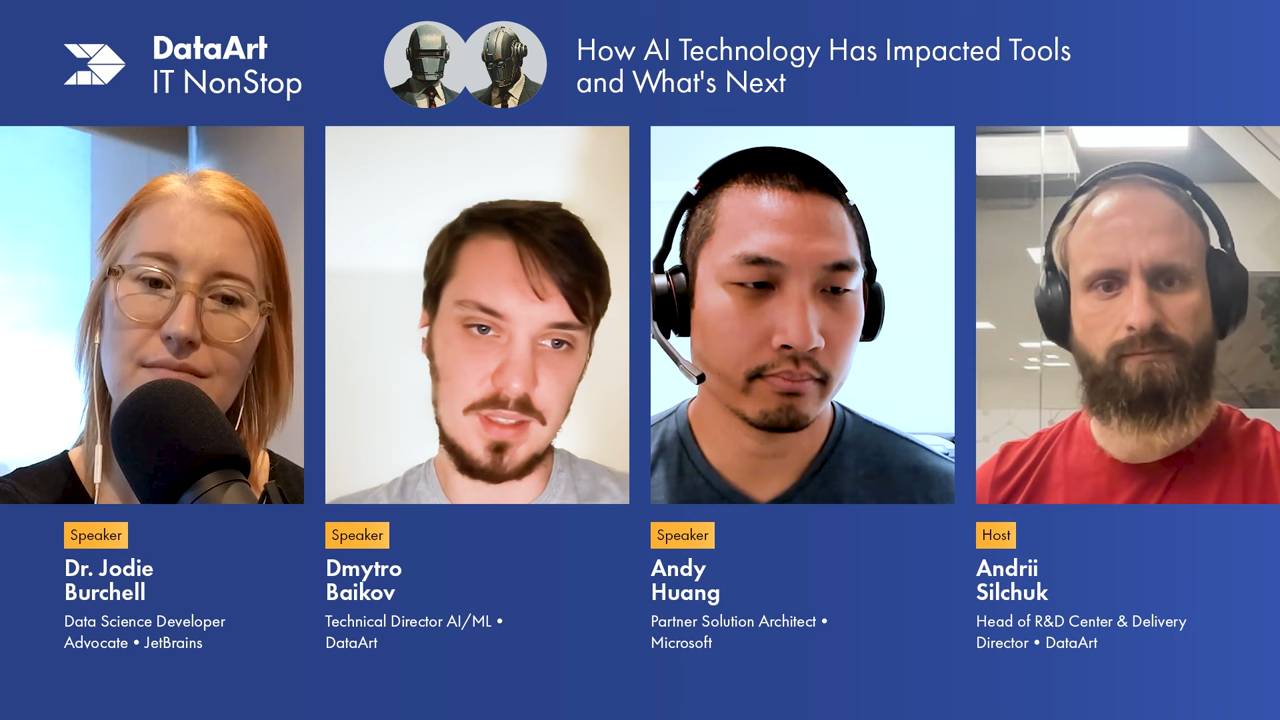 DataArt
IT NonStop
How AI Technology Has Impacted Tools
and What's Next
Speaker
Dr. Jodie
Burchell
Data Science Developer
Advocate • JetBrains
Speaker
Dmytro
Baikov
Technical Director AI/ML •
DataArt
Speaker
Andy
Huang
Partner Solution Architect •
Microsoft
Host
Andrii
Silchuk
Head of R&D Center & Delivery
Director • DataArt